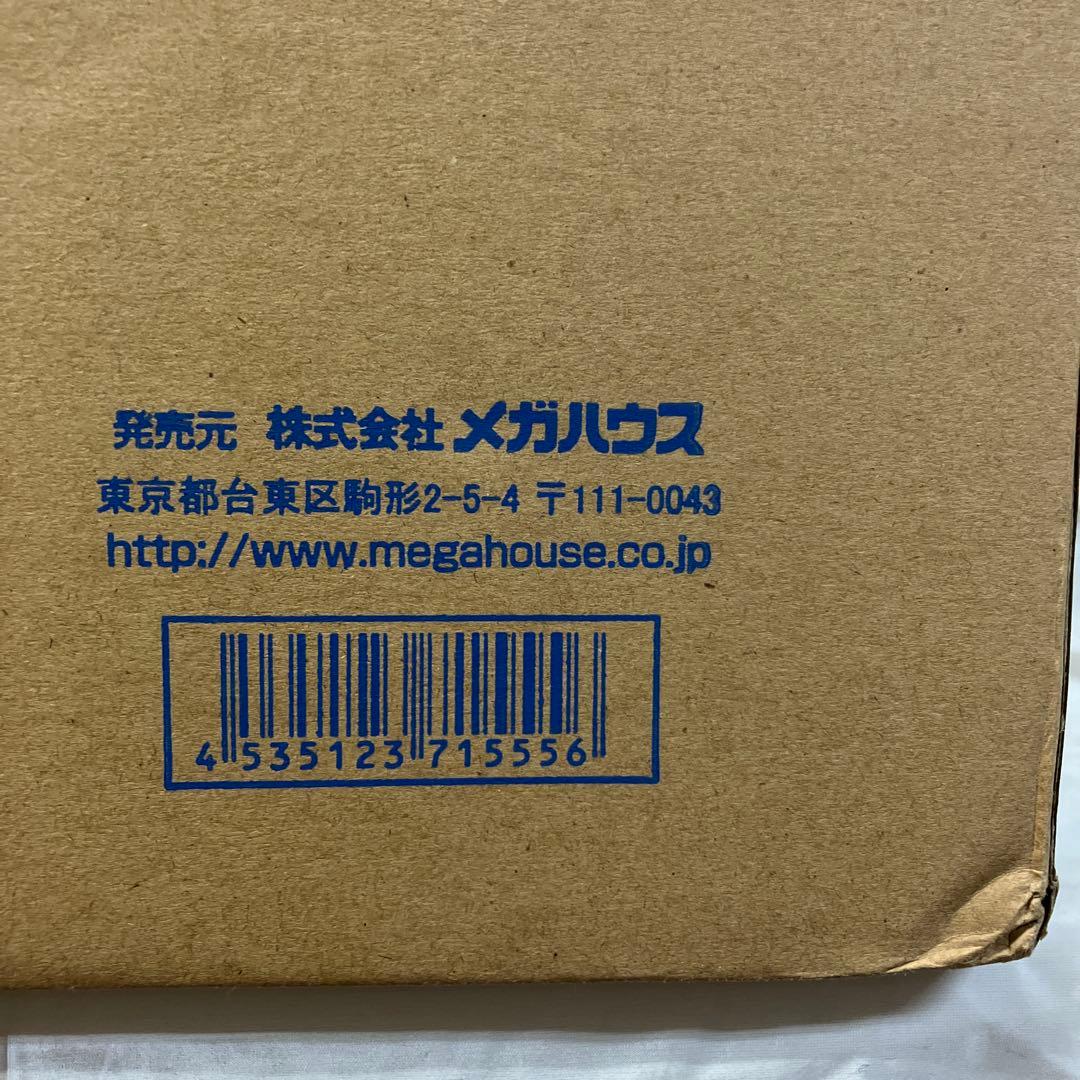 発売元 株式会社 メガハウス
東京都台東区駒形2-5-4 〒111-0043
http://www.megahouse.co.jp
4 535123 715556